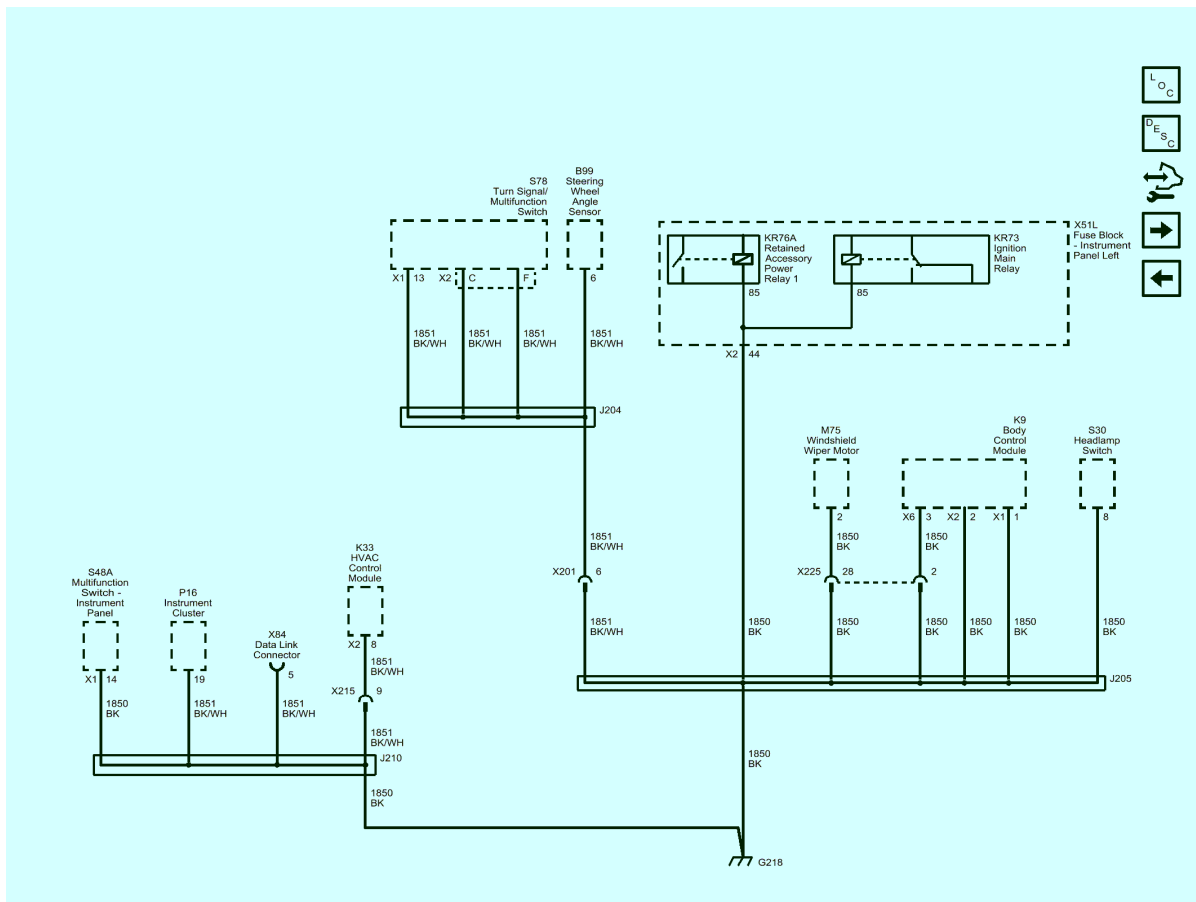 L
O
C
D
E
S
C
S78
Turn Signal/
Multifunction
Switch
B99
Steering
Wheel
Angle
Sensor
KR76A
Retained
Accessory
Power
Relay 1
KR73
Ignition
Main
Relay
X51L
Fuse Block
- Instrument
Panel Left
X1 13
X2 C
F
6
85
85
1851
BK/WH
1851
BK/WH
1851
BK/WH
1851
BK/WH
X2 44
J204
M75
Windshield
Wiper Motor
K9
Body
Control
Module
S30
Headlamp
Switch
2
X6 3
X2 2
X1 1
8
1851
BK/WH
1850
BK
1850
BK
X201 6
X225 28
2
K33
HVAC
Control
Module
S48A
Multifunction
Switch -
Instrument
Panel
P16
Instrument
Cluster
X84
Data Link
Connector
1851
BK/WH
1850
BK
1850
BK
1850
BK
1850
BK
1850
BK
1850
BK
X2 8
X1 14
19
5
1851
BK/WH
J205
X215 9
1850
BK
1851
BK/WH
1851
BK/WH
1851
BK/WH
J210
1850
BK
1850
BK
G218